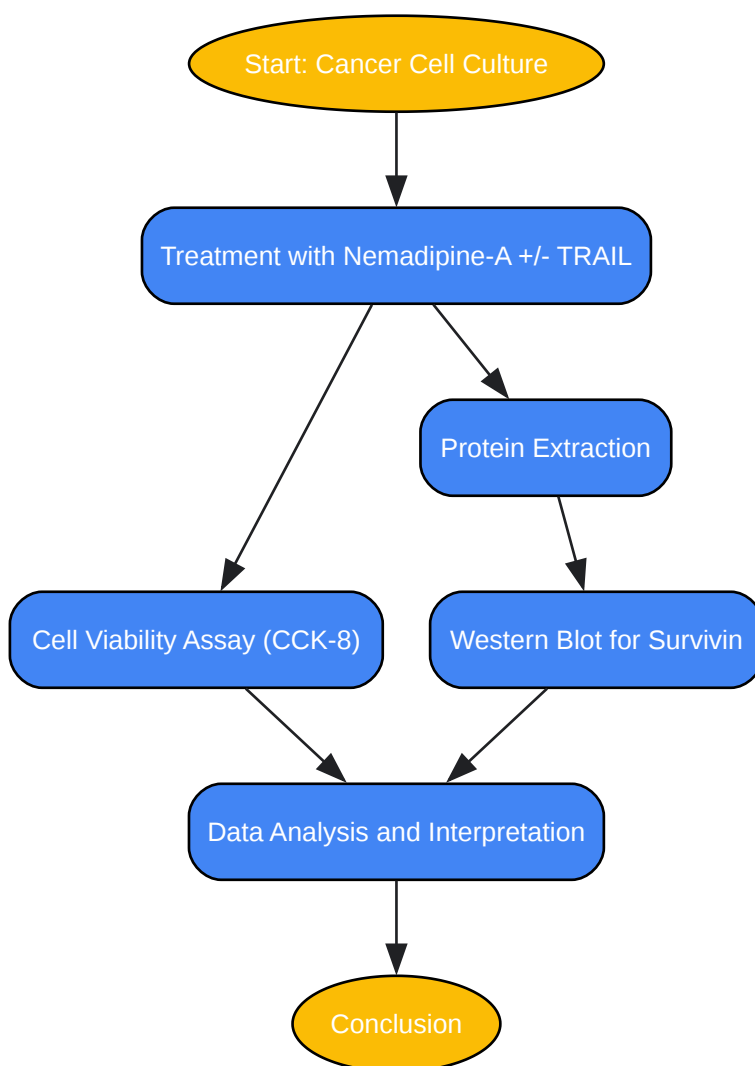 Start: Cancer Cell Culture
Treatment with Nemadipine-A +/- TRAIL
Protein Extraction
Cell Viability Assay (CCK-8)
Western Blot for Survivin
Data Analysis and Interpretation
Conclusion